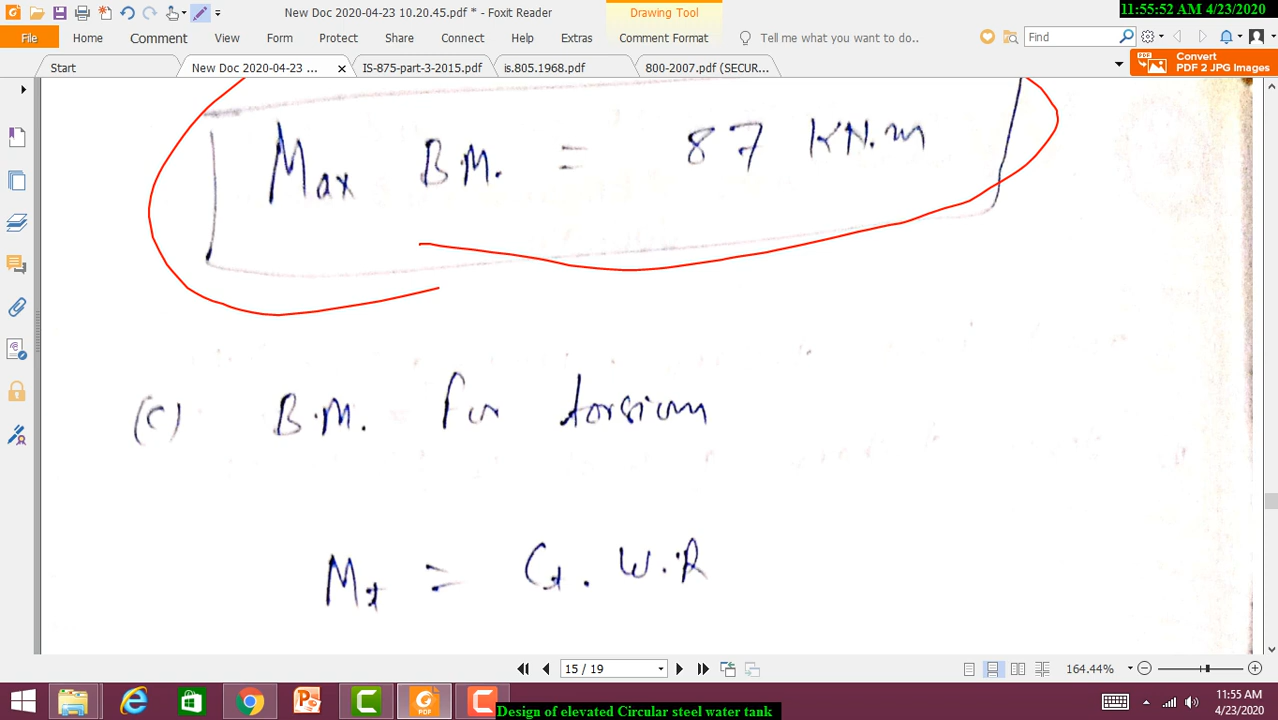 New Doc 2020-04-23 10.20.45.pdf * - Foxit Reader
Drawing Tool
11:55:52 AM 4/23/2020
File Home Comment View Form Protect Share Connect Help Extras Comment Format Tell me what you want to do.. Find
Start New Doc 2020-04-23 ... IS-875-part-3-wind.pdf 800-2007.pdf (SECUR...
Convert
PDF 2 JPG Images
Max B.M. = 87 KN.m
(C) B.M. For torsion
Mt = Ct. W.R
15 / 19
164.44%
PDF
11:55 AM
4/23/2020
Design of elevated Circular steel water tank